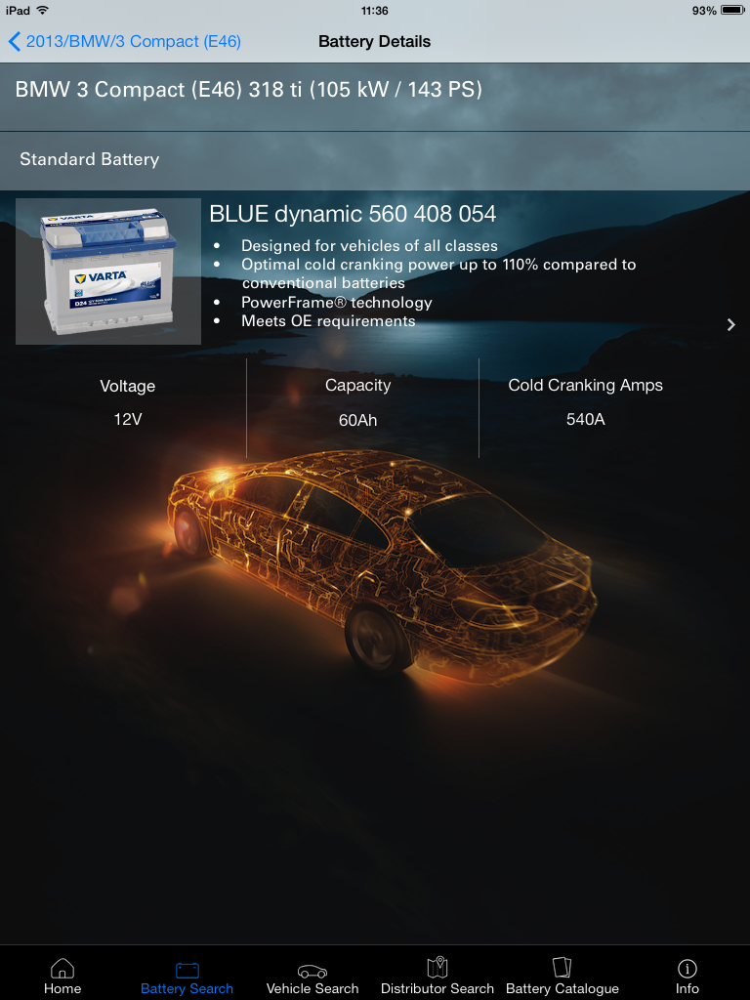 iPad 11:36 93%
2013/BMW/3 Compact (E46) Battery Details
BMW 3 Compact (E46) 318 ti (105 kW / 143 PS)
Standard Battery
VARTA
VARTA
BLUE
D24
BLUE dynamic 560 408 054
• Designed for vehicles of all classes
• Optimal cold cranking power up to 110% compared to
conventional batteries
• PowerFrame® technology
• Meets OE requirements
Voltage Capacity Cold Cranking Amps
12V 60Ah 540A
Home Battery Search Vehicle Search Distributor Search Battery Catalogue Info